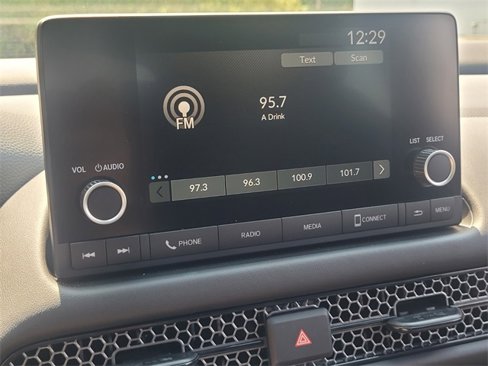 12:29
Text Scan
95.7
FM
A Drink
LIST SELECT
VOL AUDIO
97.3 96.3 100.9 101.7
PHONE RADIO MEDIA CONNECT MENU